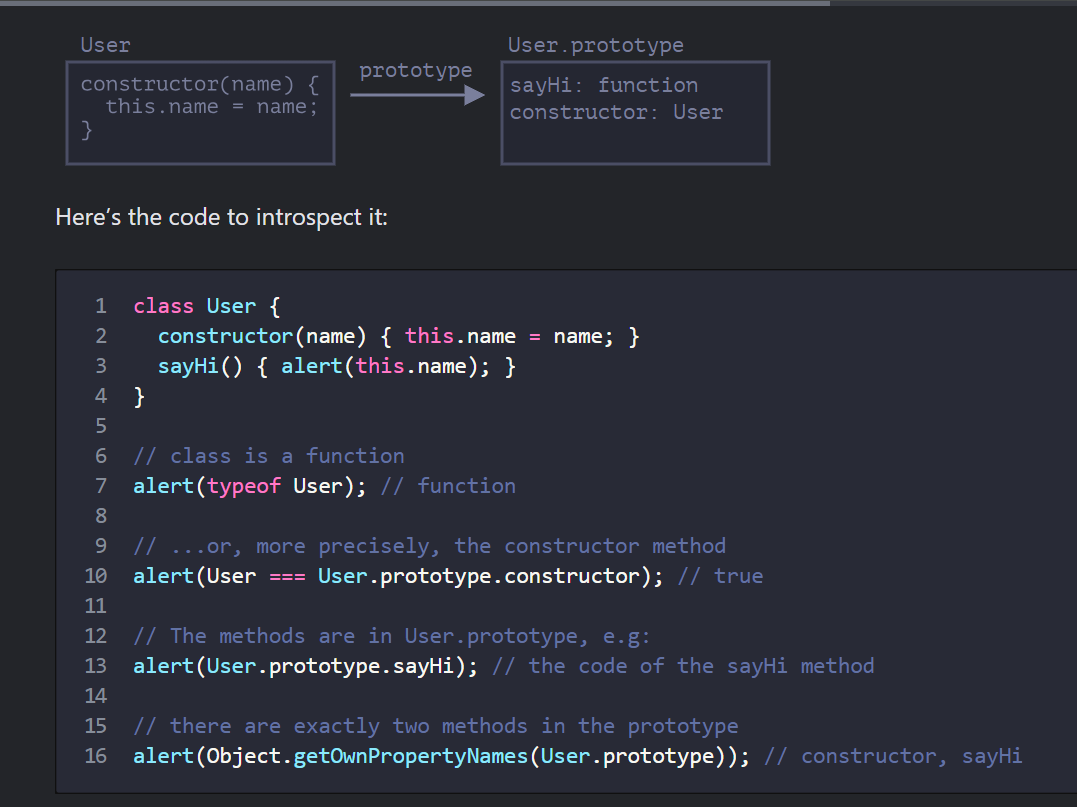 User
constructor(name) {
this.name = name;
}
prototype
User.prototype
sayHi: function
constructor: User
Here’s the code to introspect it:
1 class User {
2   constructor(name) { this.name = name; }
3   sayHi() { alert(this.name); }
4 }
5
6 // class is a function
7 alert(typeof User); // function
8
9 // ...or, more precisely, the constructor method
10 alert(User === User.prototype.constructor); // true
11
12 // The methods are in User.prototype, e.g:
13 alert(User.prototype.sayHi); // the code of the sayHi method
14
15 // there are exactly two methods in the prototype
16 alert(Object.getOwnPropertyNames(User.prototype)); // constructor, sayHi